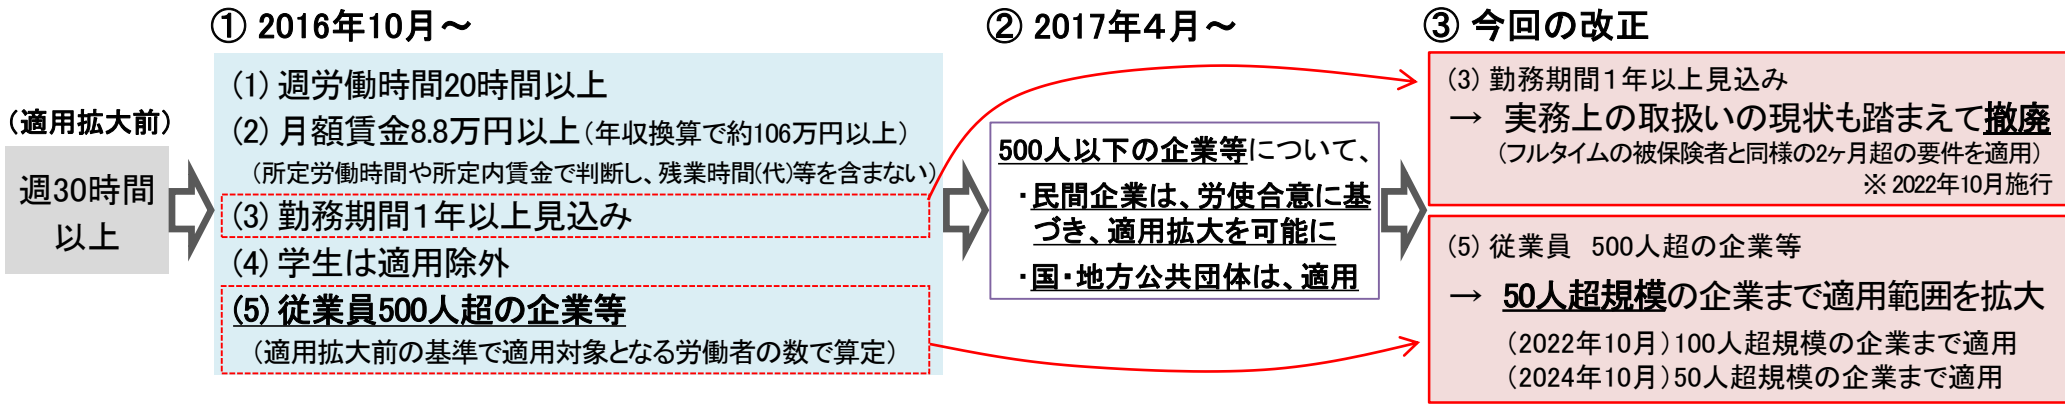 (適用拡大前)
週30時間
以上
① 2016年10月～
(1) 週労働時間20時間以上
(2) 月額賃金8.8万円以上(年収換算で約106万円以上)
(所定労働時間や所定内賃金で判断し、残業時間(代)等を含まない)
(3) 勤務期間1年以上見込み
(4) 学生は適用除外
(5) 従業員500人超の企業等
(適用拡大前の基準で適用対象となる労働者の数で算定)
② 2017年4月～
500人以下の企業等について、
・民間企業は、労使合意に基
づき、適用拡大を可能に
・国・地方公共団体は、適用
③ 今回の改正
(3) 勤務期間1年以上見込み
→ 実務上の取扱いの現状も踏まえて撤廃
(フルタイムの被保険者と同様の2ヶ月超の要件を適用)
※ 2022年10月施行
(5) 従業員 500人超の企業等
→ 50人超規模の企業まで適用範囲を拡大
(2022年10月)100人超規模の企業まで適用
(2024年10月)50人超規模の企業まで適用